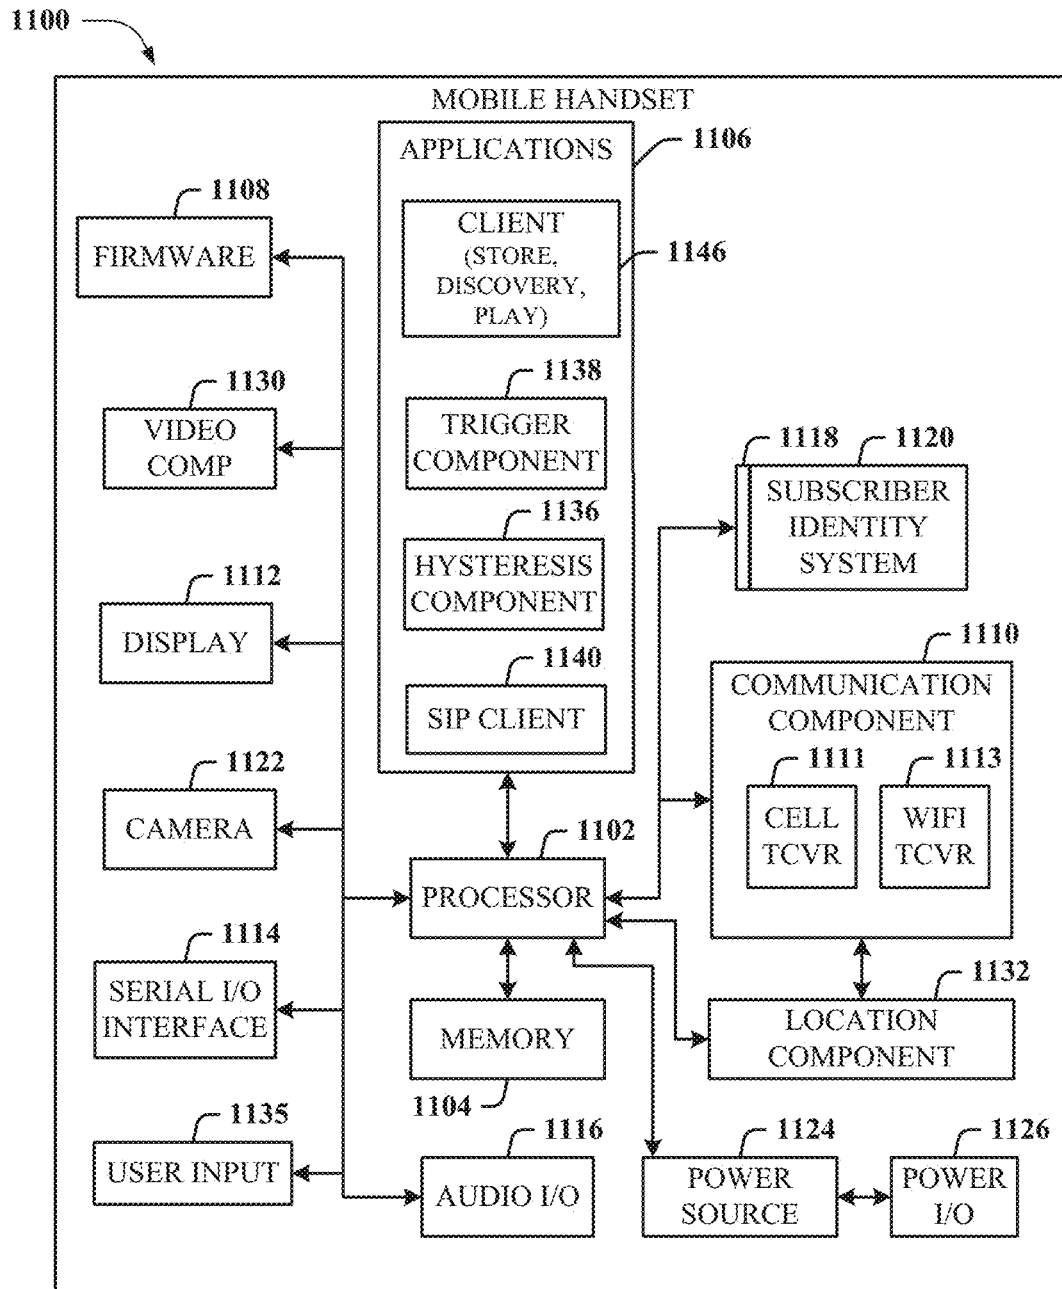 1100
MOBILE HANDSET
APPLICATIONS
1106
CLIENT
(STORE,
DISCOVERY,
PLAY)
1146
1138
TRIGGER
COMPONENT
1136
HYSTERESIS
COMPONENT
1140
SIP CLIENT
1108
FIRMWARE
1130
VIDEO
COMP
1112
DISPLAY
1122
CAMERA
1114
SERIAL I/O
INTERFACE
1135
USER INPUT
1102
PROCESSOR
MEMORY
1104
1116
AUDIO I/O
1118
1120
SUBSCRIBER
IDENTITY
SYSTEM
1110
COMMUNICATION
COMPONENT
1111
CELL
TCVR
1113
WIFI
TCVR
1132
LOCATION
COMPONENT
1124
POWER
SOURCE
1126
POWER
I/O